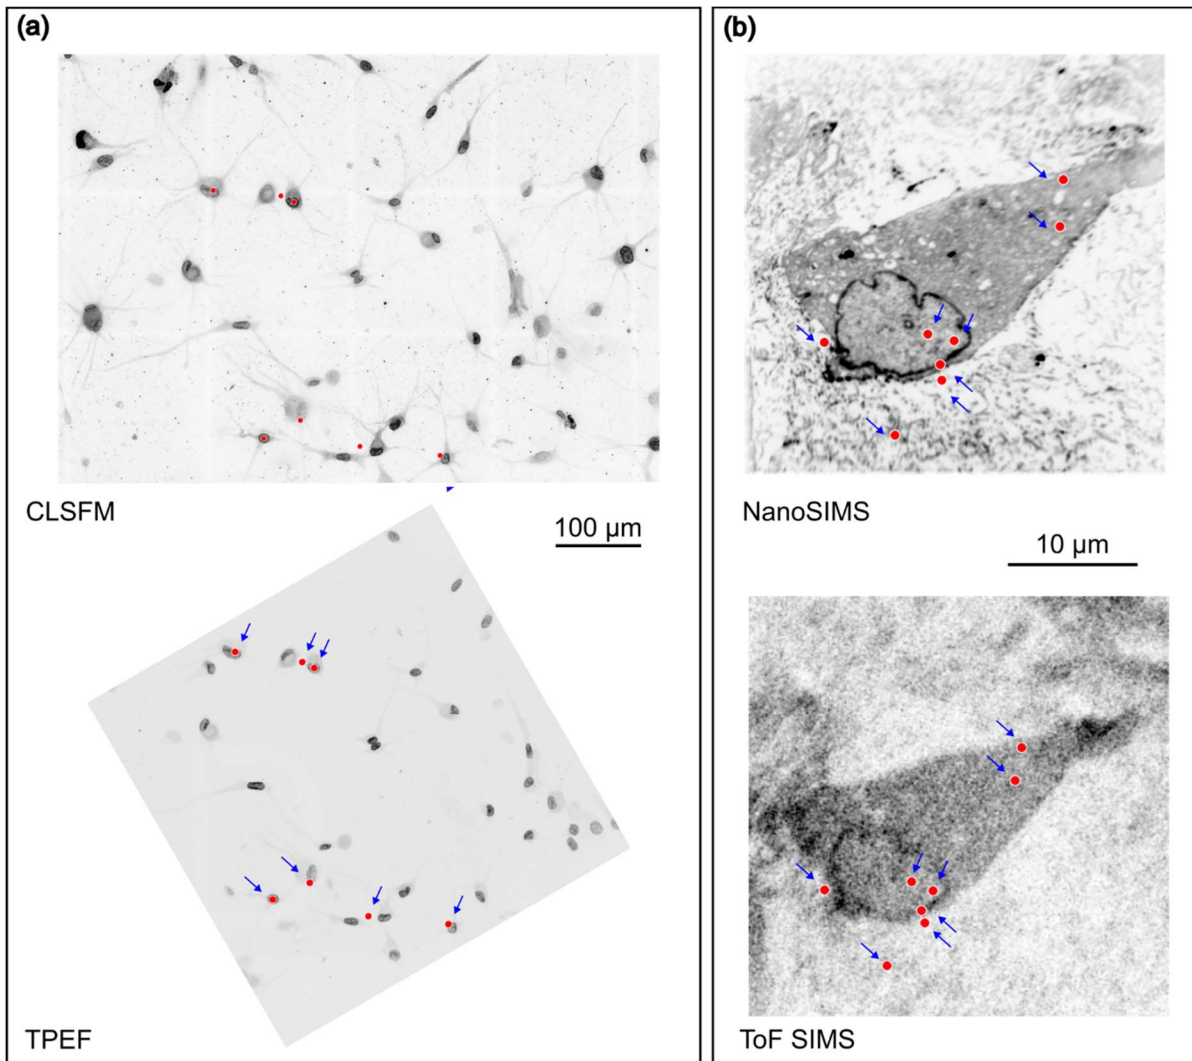 (a)
CLSFM
100 µm
TPEF
(b)
NanoSIMS
10 µm
ToF SIMS